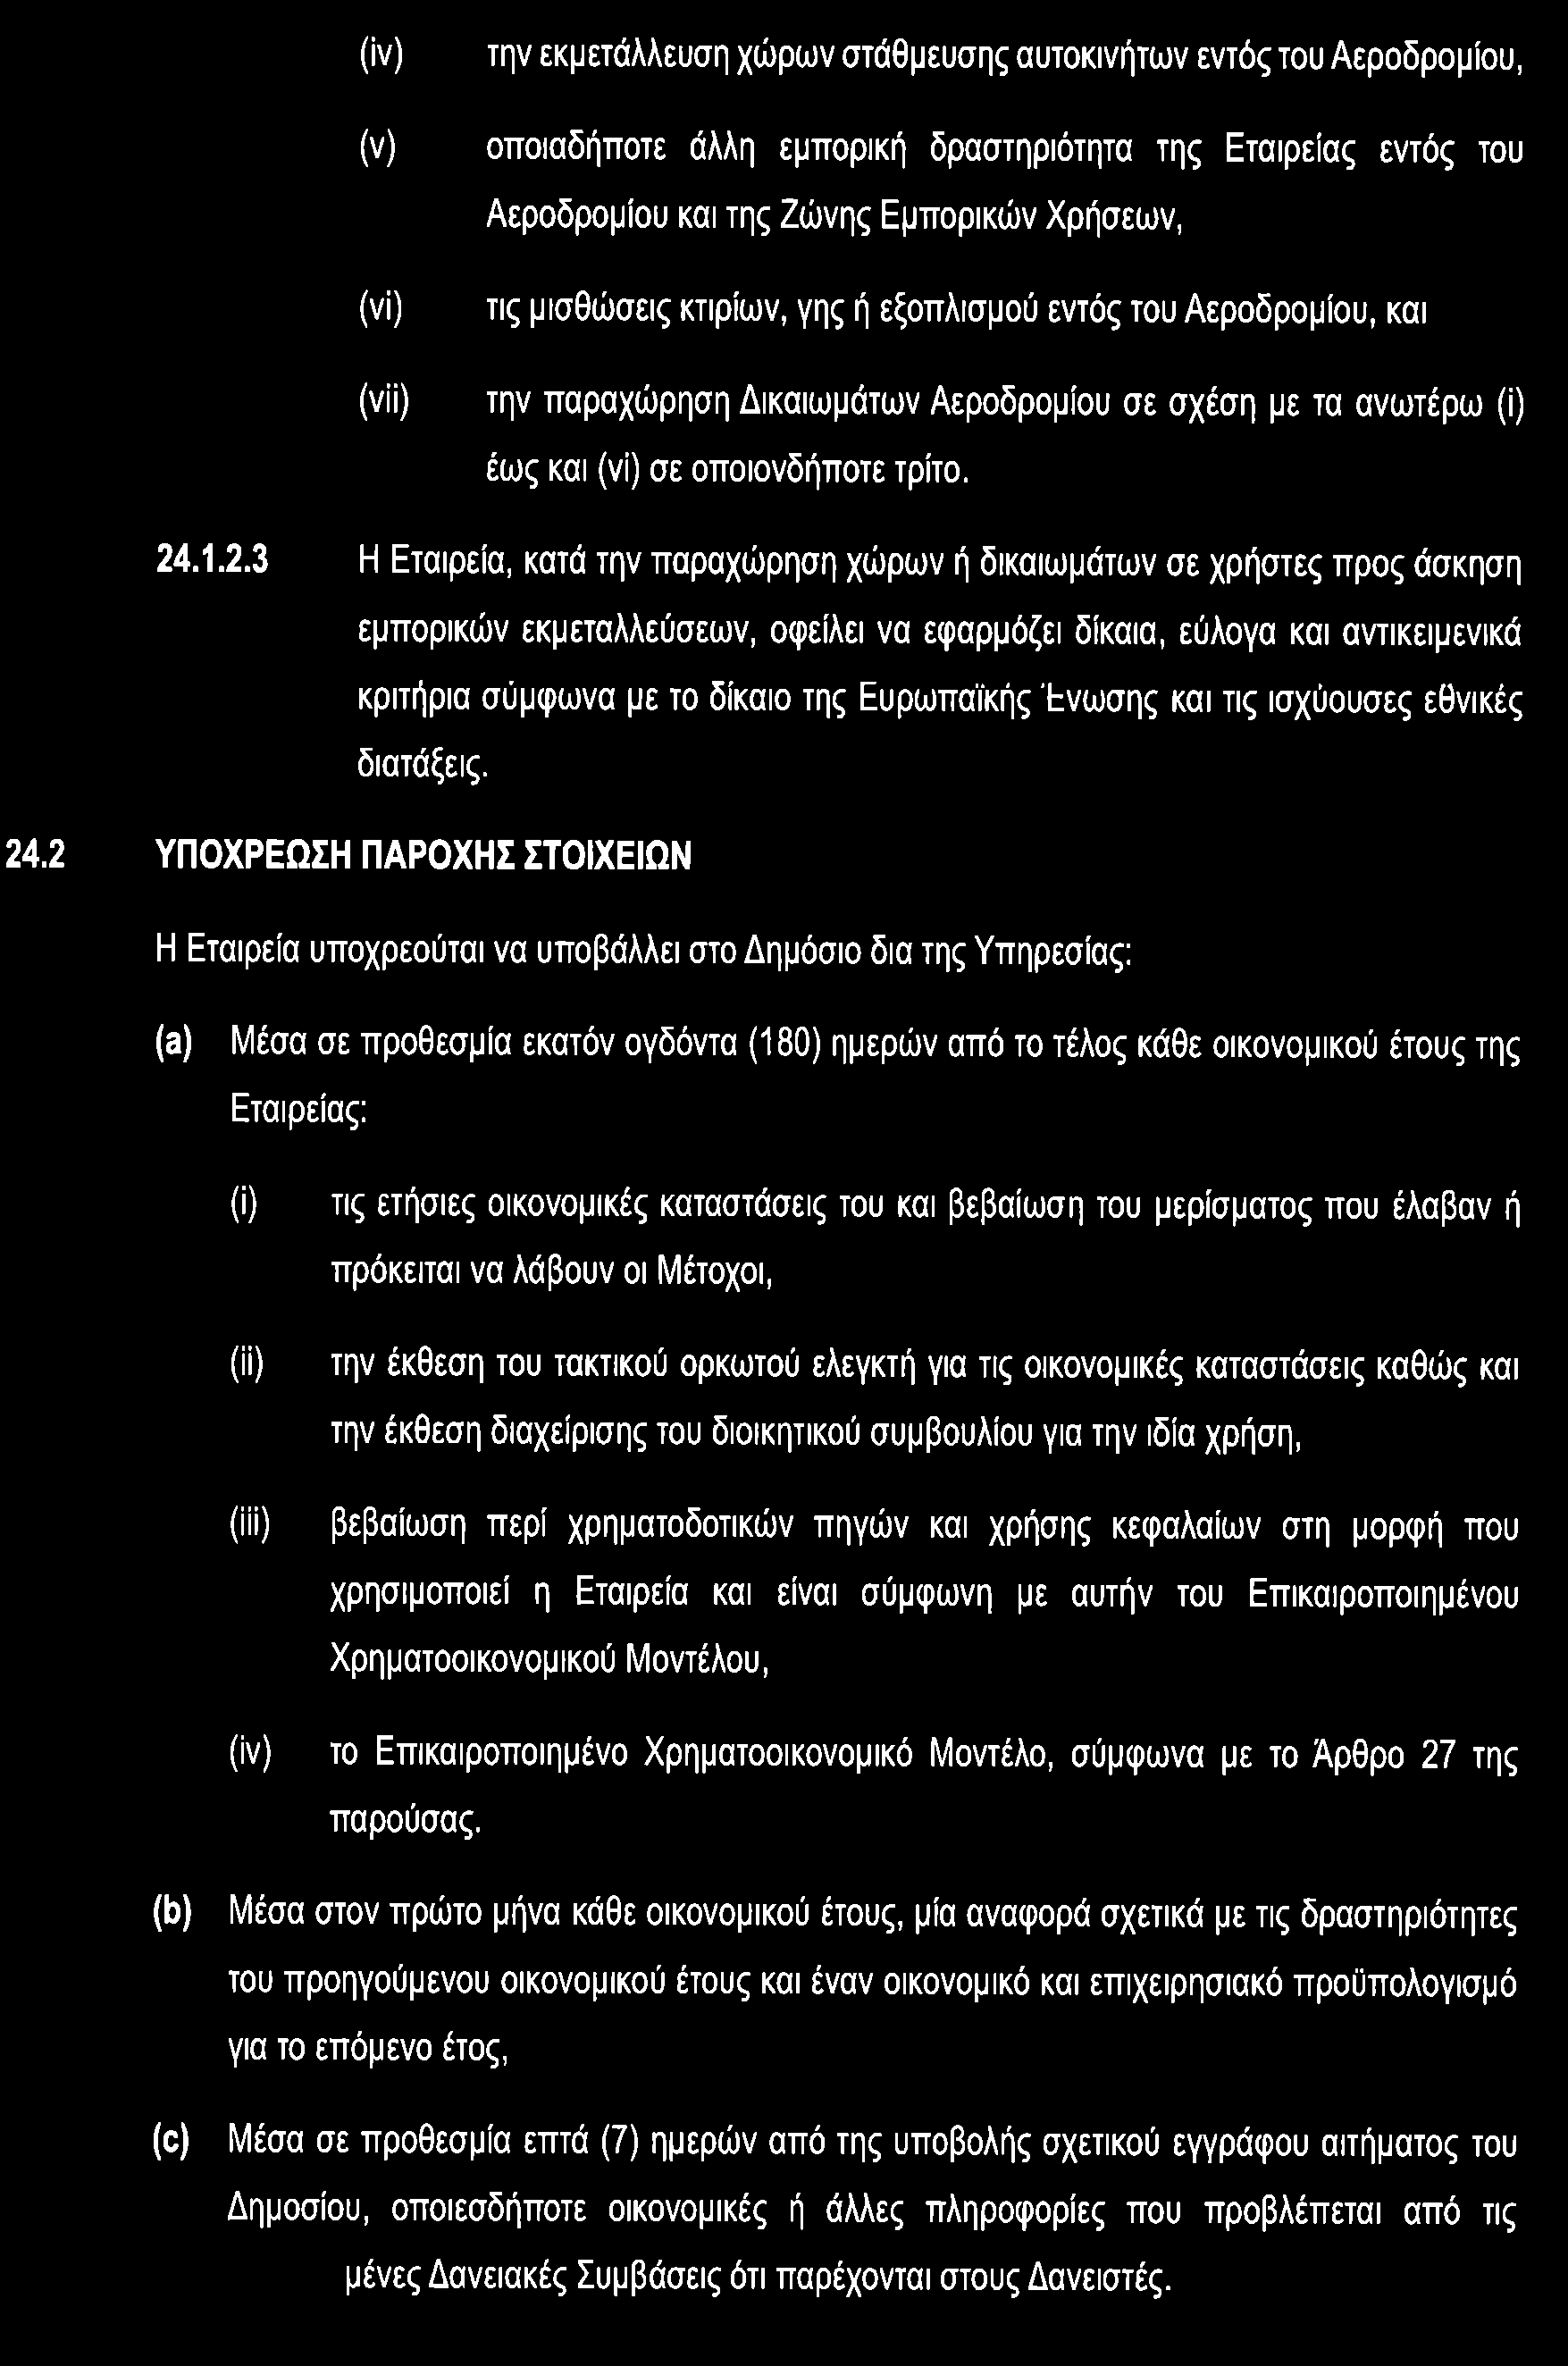 (iv) την εκμετάλλευση χώρων στάθμευσης αυτοκινήτων εντός του Αεροδρομίου,
(v) οποιαδήποτε άλλη εμπορική δραστηριότητα της Εταιρείας εντός του
Αεροδρομίου και της Ζώνης Εμπορικών Χρήσεων,
(vi) τις μισθώσεις κτιρίων, γης ή εξοπλισμού εντός του Αεροδρομίου, και
(vii) την παραχώρηση Δικαιωμάτων Αεροδρομίου σε σχέση με τα ανωτέρω (i)
έως και (vi) σε οποιονδήποτε τρίτο.
24.1.2.3 Η Εταιρεία, κατά την παραχώρηση χώρων ή δικαιωμάτων σε χρήστες προς άσκηση
εμπορικών εκμεταλλεύσεων, οφείλει να εφαρμόζει δίκαια, εύλογα και αντικειμενικά
κριτήρια σύμφωνα με το δίκαιο της Ευρωπαϊκής Ένωσης και τις ισχύουσες εθνικές
διατάξεις.
24.2 ΥΠΟΧΡΕΩΣΗ ΠΑΡΟΧΗΣ ΣΤΟΙΧΕΙΩΝ
Η Εταιρεία υποχρεούται να υποβάλλει στο Δημόσιο δια της Υπηρεσίας:
(a) Μέσα σε προθεσμία εκατόν ογδόντα (180) ημερών από το τέλος κάθε οικονομικού έτους της
Εταιρείας:
(i) τις ετήσιες οικονομικές καταστάσεις του και βεβαίωση του μερίσματος που έλαβαν ή
πρόκειται να λάβουν οι Μέτοχοι,
(ii) την έκθεση του τακτικού ορκωτού ελεγκτή για τις οικονομικές καταστάσεις καθώς και
την έκθεση διαχείρισης του διοικητικού συμβουλίου για την ιδία χρήση,
(iii) βεβαίωση περί χρηματοδοτικών πηγών και χρήσης κεφαλαίων στη μορφή που
χρησιμοποιεί η Εταιρεία και είναι σύμφωνη με αυτήν του Επικαιροποιημένου
Χρηματοοικονομικού Μοντέλου,
(iv) το Επικαιροποιημένο Χρηματοοικονομικό Μοντέλο, σύμφωνα με το Άρθρο 27 της
παρούσας.
(b) Μέσα στον πρώτο μήνα κάθε οικονομικού έτους, μία αναφορά σχετικά με τις δραστηριότητες
του προηγούμενου οικονομικού έτους και έναν οικονομικό και επιχειρησιακό προϋπολογισμό
για το επόμενο έτος,
(c) Μέσα σε προθεσμία επτά (7) ημερών από της υποβολής σχετικού εγγράφου αιτήματος του
Δημοσίου, οποιεσδήποτε οικονομικές ή άλλες πληροφορίες που προβλέπεται από τις
μένες Δανειακές Συμβάσεις ότι παρέχονται στους Δανειστές.